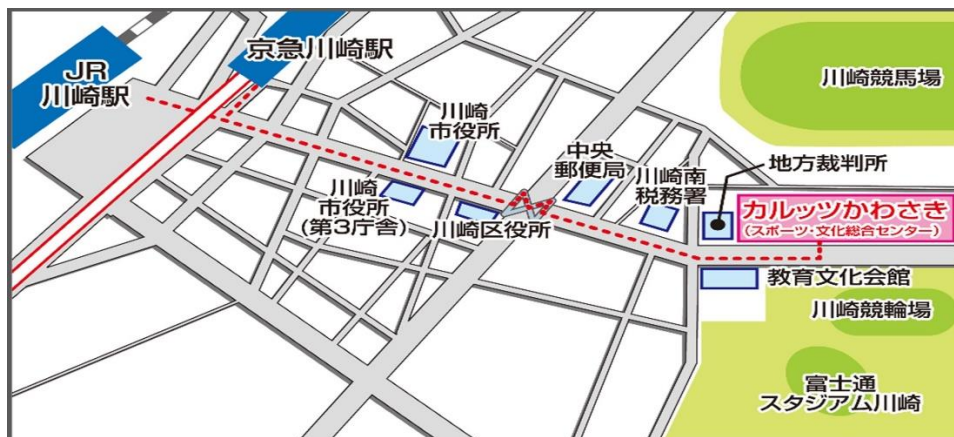 京急川崎駅
JR
川崎駅
川崎競馬場
川崎
市役所
中央
郵便局
川崎南
税務署
地方裁判所
川崎
市役所
(第3庁舎)
川崎区役所
カルッツかわさき
(スポーツ・文化総合センター)
教育文化会館
川崎競輪場
富士通
スタジアム川崎